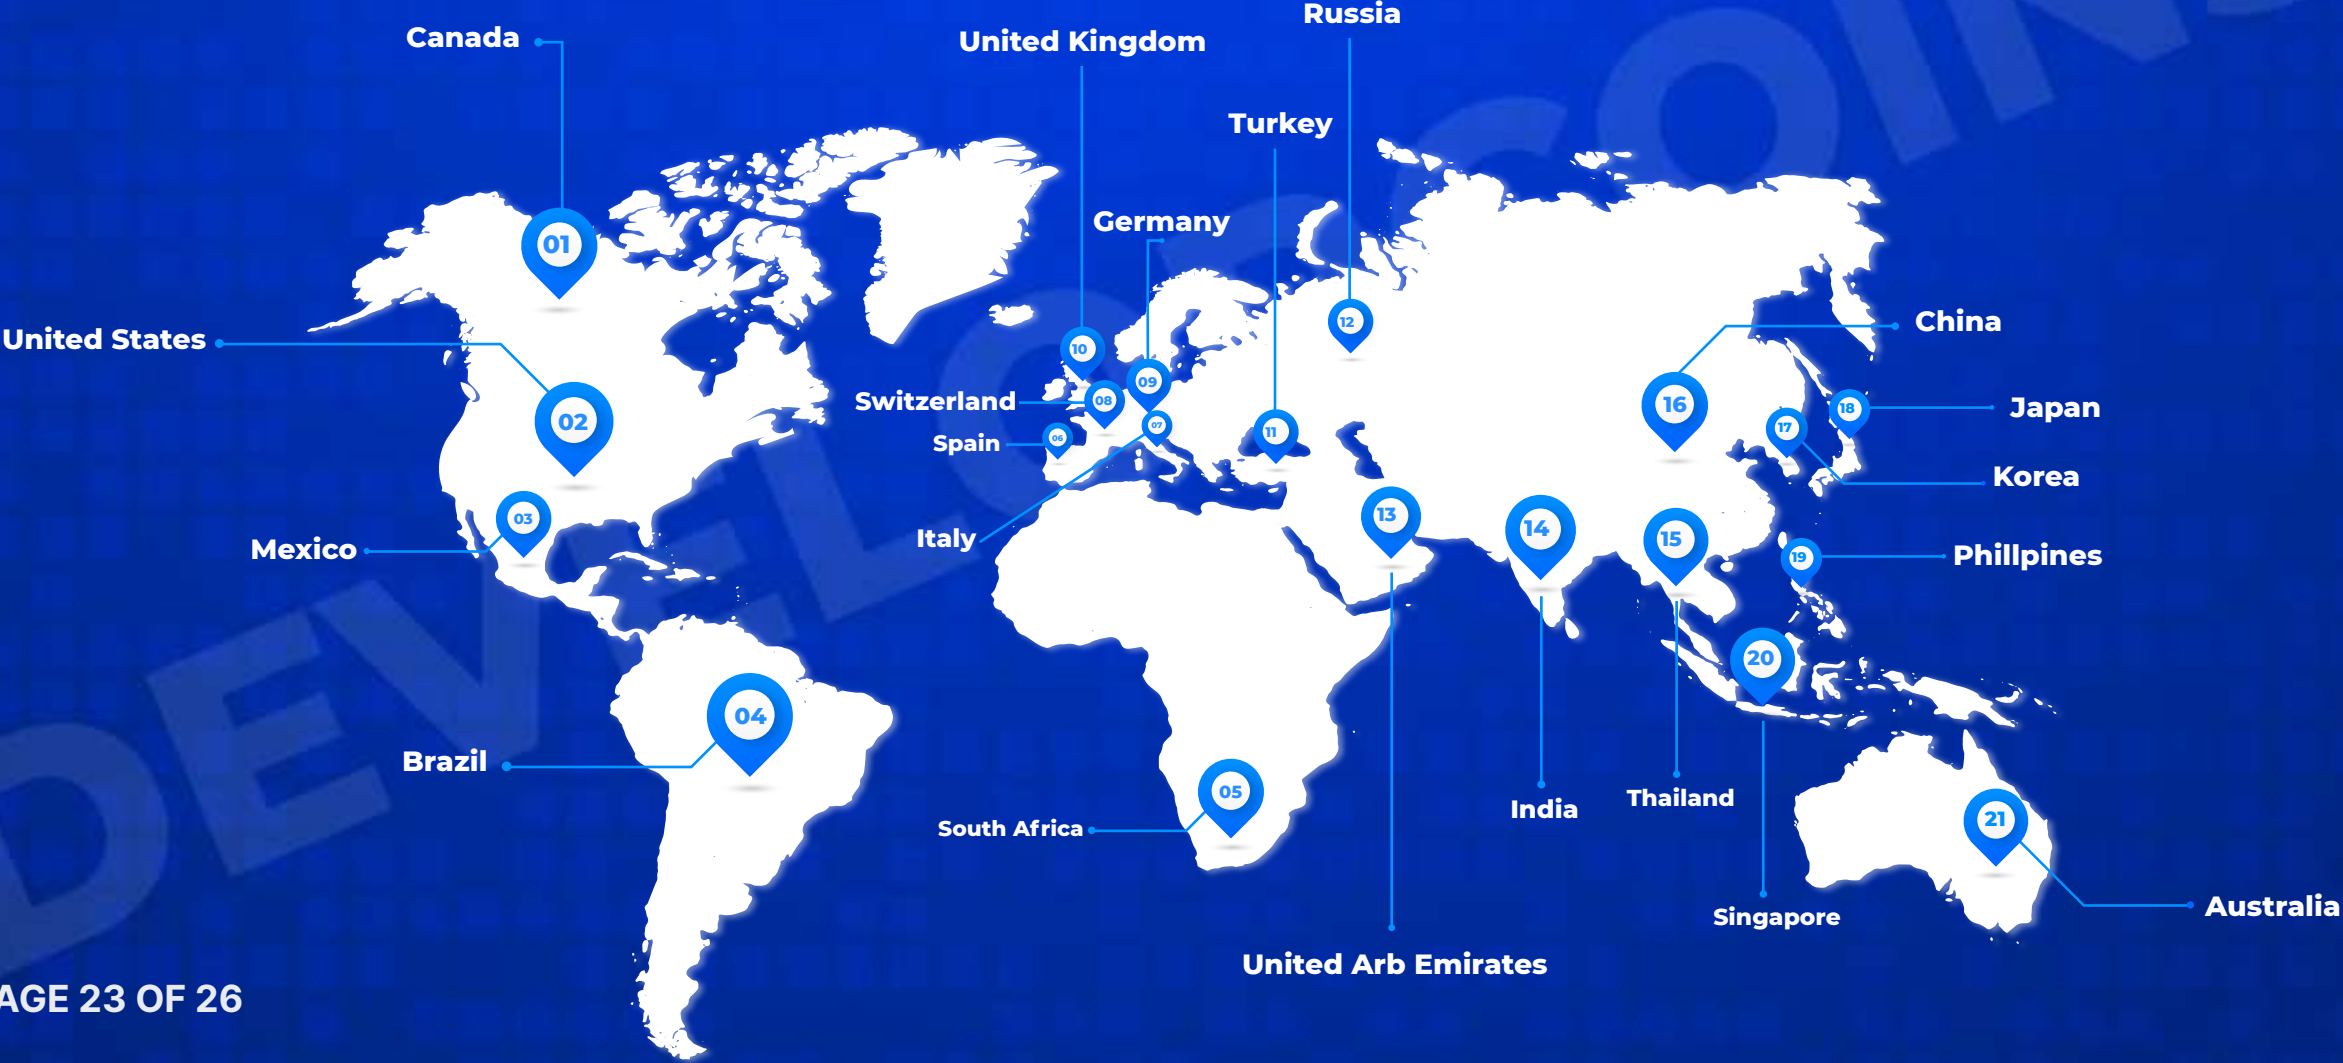 Russia
Canada
United Kingdom
Turkey
Germany
01
United States
12
China
10
09
Switzerland
08
16
18
Japan
02
07
Spain
06
11
17
Korea
03
13
14
15
Italy
Mexico
19
Phillpines
20
04
Brazil
05
India
Thailand
21
South Africa
Singapore
Australia
United Arb Emirates
AGE 23 OF 26
DEVELOCOIN